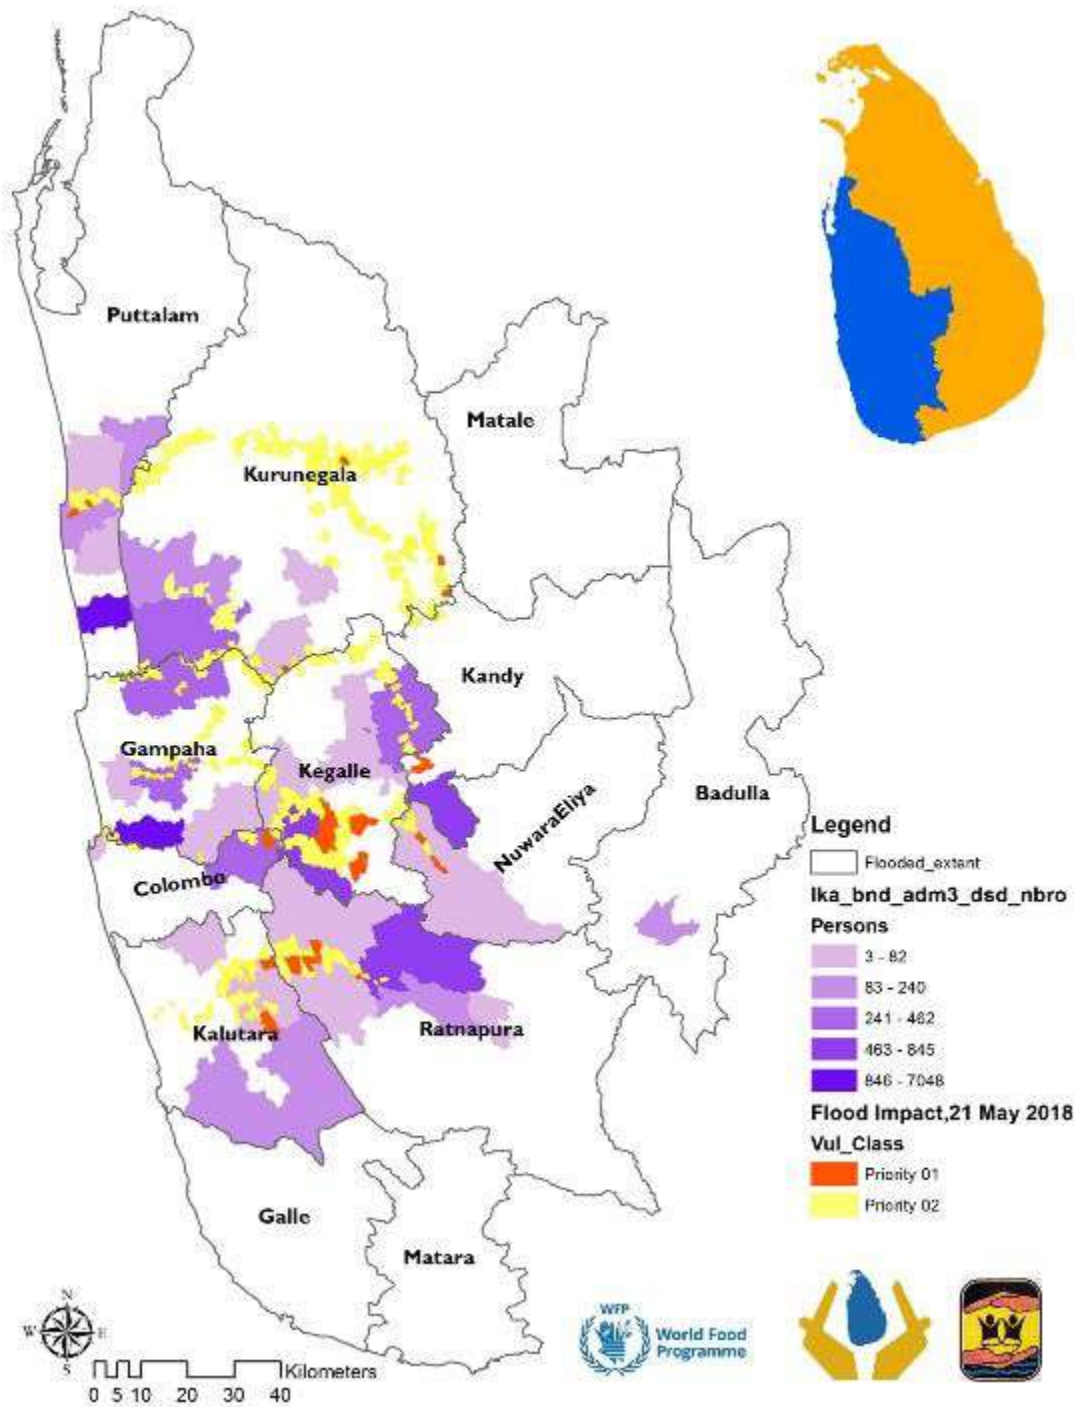 Puttalam
Matale
Kurunegala
Kandy
Gampaha
Kegalle
Badulla
NuwaraEliya
Colombo
Kalutara
Ratnapura
Galle
Matara
Legend
Flooded_extent
lka_bnd_adm3_dsd_nbro
Persons
3 - 82
83 - 240
241 - 462
463 - 845
846 - 7048
Flood Impact,21 May 2018
Vul_Class
Priority 01
Priority 02
N
W E
S
Kilometers
0 5 10 20 30 40
WFP
World Food
Programme